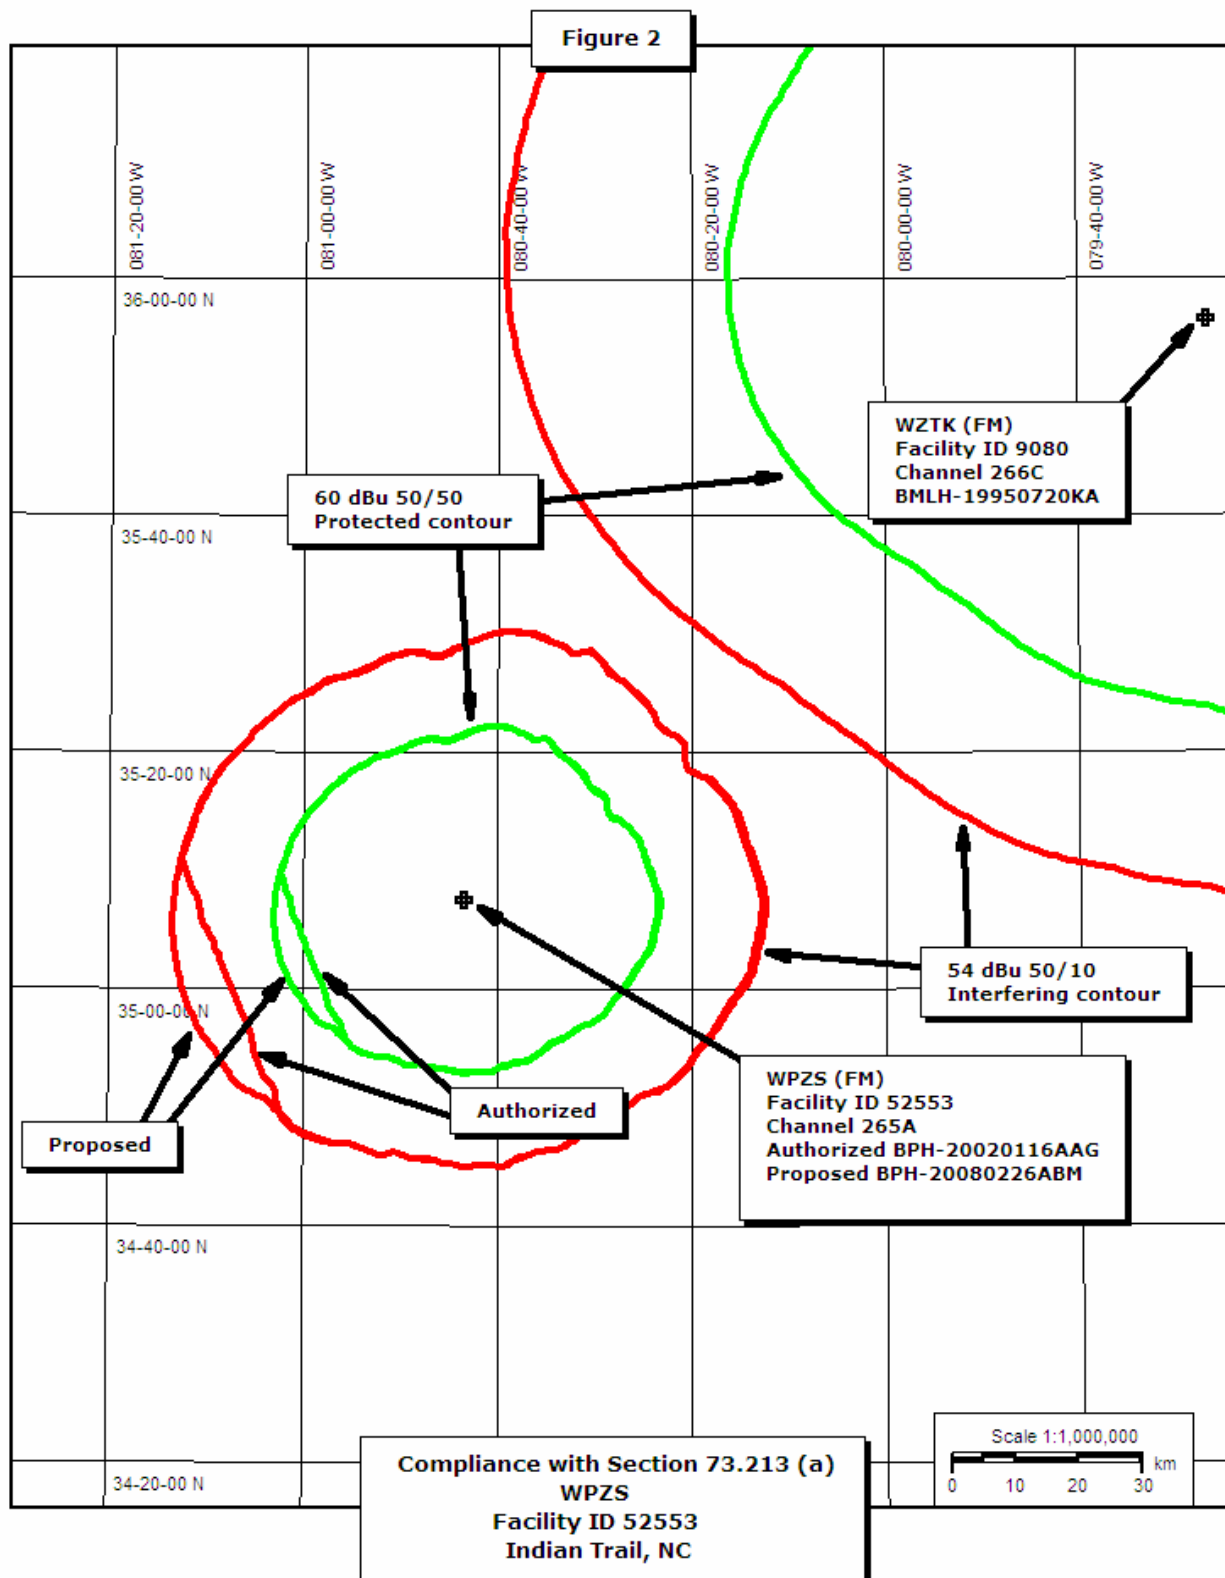 Figure 2
081-20-00 W
081-00-00 W
080-40-00 W
080-20-00 W
080-00-00 W
079-40-00 W
36-00-00 N
WZTK (FM)
Facility ID 9080
Channel 266C
BMLH-19950720KA
60 dBu 50/50
Protected contour
35-40-00 N
35-20-00 N
54 dBu 50/10
Interfering contour
35-00-00 N
WPZS (FM)
Facility ID 52553
Channel 265A
Authorized BPH-20020116AAG
Proposed BPH-20080226ABM
Authorized
Proposed
34-40-00 N
Scale 1:1,000,000
km
0 10 20 30
34-20-00 N
Compliance with Section 73.213 (a)
WPZS
Facility ID 52553
Indian Trail, NC